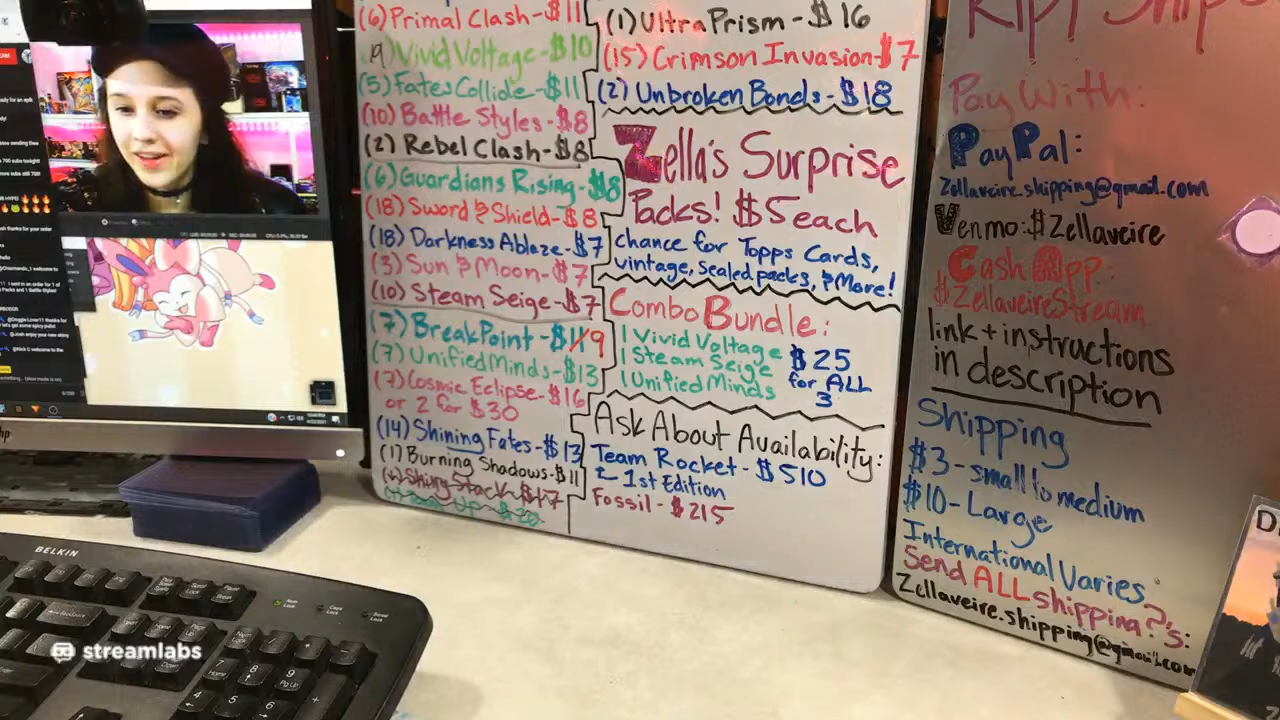 (6) Primal Clash - $11
(9) Vivid Voltage - $10
(5) Fates Collide - $11
(10) Battle Styles - $8
(2) Rebel Clash - $8
(6) Guardians Rising - $8
(18) Sword & Shield - $8
(18) Darkness Ablaze - $7
(3) Sun & Moon - $7
(10) Steam Seige - $7
(7) BreakPoint - $11 9
(7) Unified Minds - $13
(7) Cosmic Eclipse - $16
or 2 for $30
(14) Shining Fates - $13
(1) Burning Shadows - $11
(1) Ultra Prism - $16
(15) Crimson Invasion - $7
(2) Unbroken Bonds - $18
Zella's Surprise
Packs! $5 each
chance for Topps Cards,
vintage, sealed packs, & More!
Combo Bundle:
1 Vivid Voltage
1 Steam Seige
1 Unified Minds
$25
for ALL
3
Ask About Availability:
Team Rocket - $510
1st Edition
Fossil - $215
Pay With:
PayPal:
Zellaveire.shipping@gmail.com
Venmo: $Zellaveire
Cash App:
$ZellaveireStream
link + instructions
in description
Shipping
$3 - small to medium
$10 - Large
International Varies
Send ALL shipping ?'s:
Zellaveire.shipping@gmail.com
hp
BELKIN
streamlabs